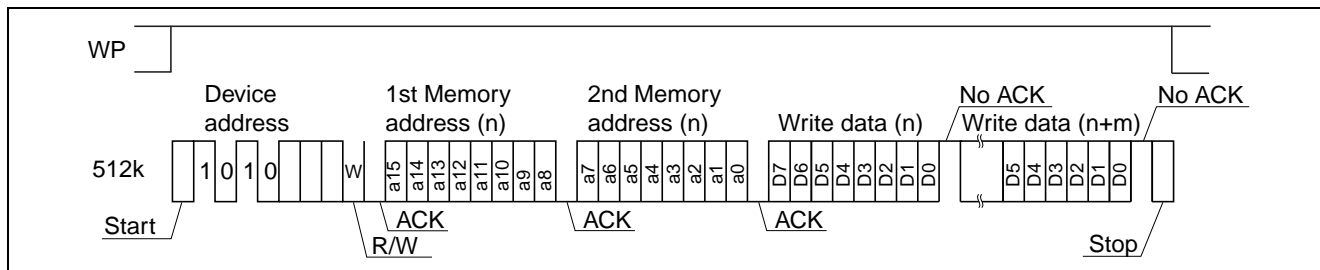 WP
Device
address
1st Memory
address (n)
2nd Memory
address (n)
Write data (n)
No ACK
Write data (n+m)
No ACK
512k
1 0 1 0
W
a15 a14 a13 a12 a11 a10 a9 a8
a7 a6 a5 a4 a3 a2 a1 a0
D7 D6 D5 D4 D3 D2 D1 D0
D5 D4 D3 D2 D1 D0
Start
R/W
ACK
ACK
ACK
Stop